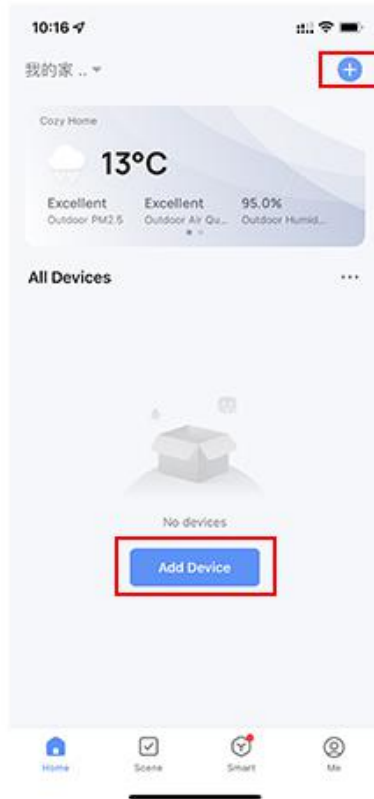 10:16
我的家 ..
Cozy Home
13°C
Excellent Excellent 95.0%
Outdoor PM2.5 Outdoor Air Qu... Outdoor Humid...
All Devices ...
No devices
Add Device
Home Scene Smart Me